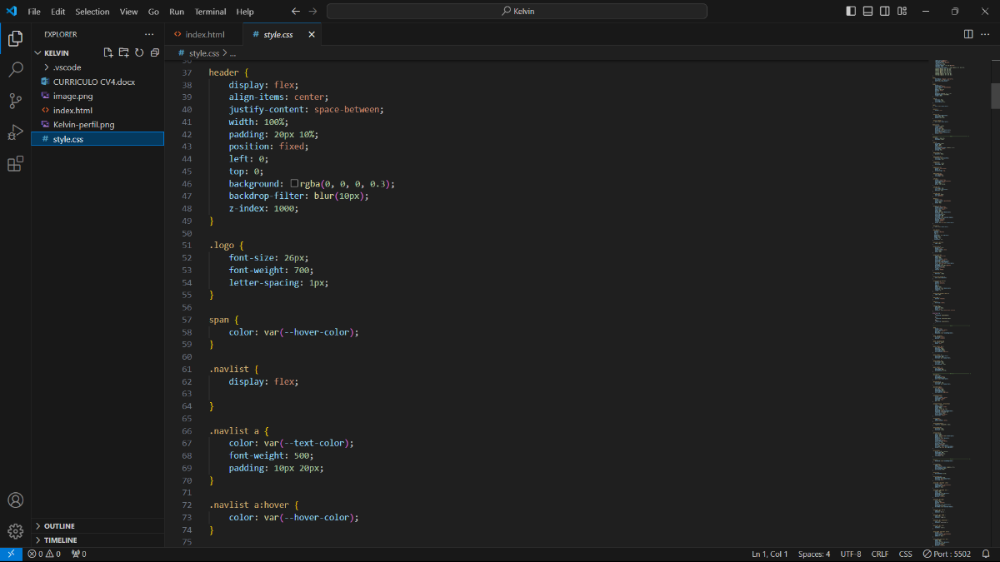 File Edit Selection View Go Run Terminal Help
Kelvin
EXPLORER
index.html
# style.css
KELVIN
# style.css > ...
.vscode
CURRICULO CV4.docx
image.png
index.html
Kelvin-perfil.png
# style.css
36
37 header {
38 display: flex;
39 align-items: center;
40 justify-content: space-between;
41 width: 100%;
42 padding: 20px 10%;
43 position: fixed;
44 left: 0;
45 top: 0;
46 background: rgba(0, 0, 0, 0.3);
47 backdrop-filter: blur(10px);
48 z-index: 1000;
49 }
50
51 .logo {
52 font-size: 26px;
53 font-weight: 700;
54 letter-spacing: 1px;
55 }
56
57 span {
58 color: var(--hover-color);
59 }
60
61 .navlist {
62 display: flex;
63
64 }
65
66 .navlist a {
67 color: var(--text-color);
68 font-weight: 500;
69 padding: 10px 20px;
70 }
71
72 .navlist a:hover {
73 color: var(--hover-color);
74 }
75
OUTLINE
TIMELINE
0 0 0
Ln 1, Col 1 Spaces: 4 UTF-8 CRLF CSS Port : 5502